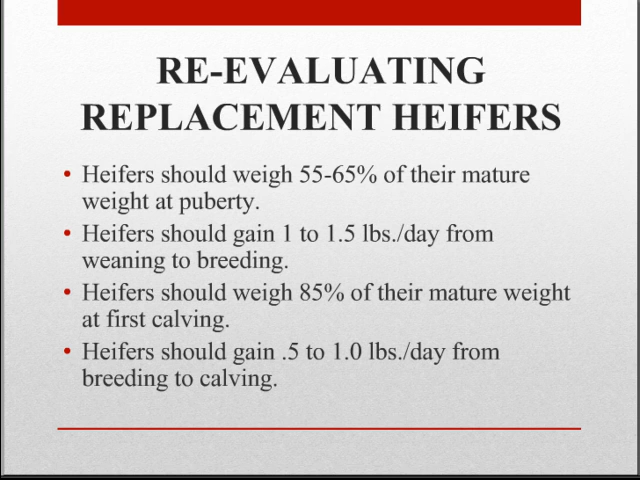 RE-EVALUATING
REPLACEMENT HEIFERS
• Heifers should weigh 55-65% of their mature
weight at puberty.
• Heifers should gain 1 to 1.5 lbs./day from
weaning to breeding.
• Heifers should weigh 85% of their mature weight
at first calving.
• Heifers should gain .5 to 1.0 lbs./day from
breeding to calving.